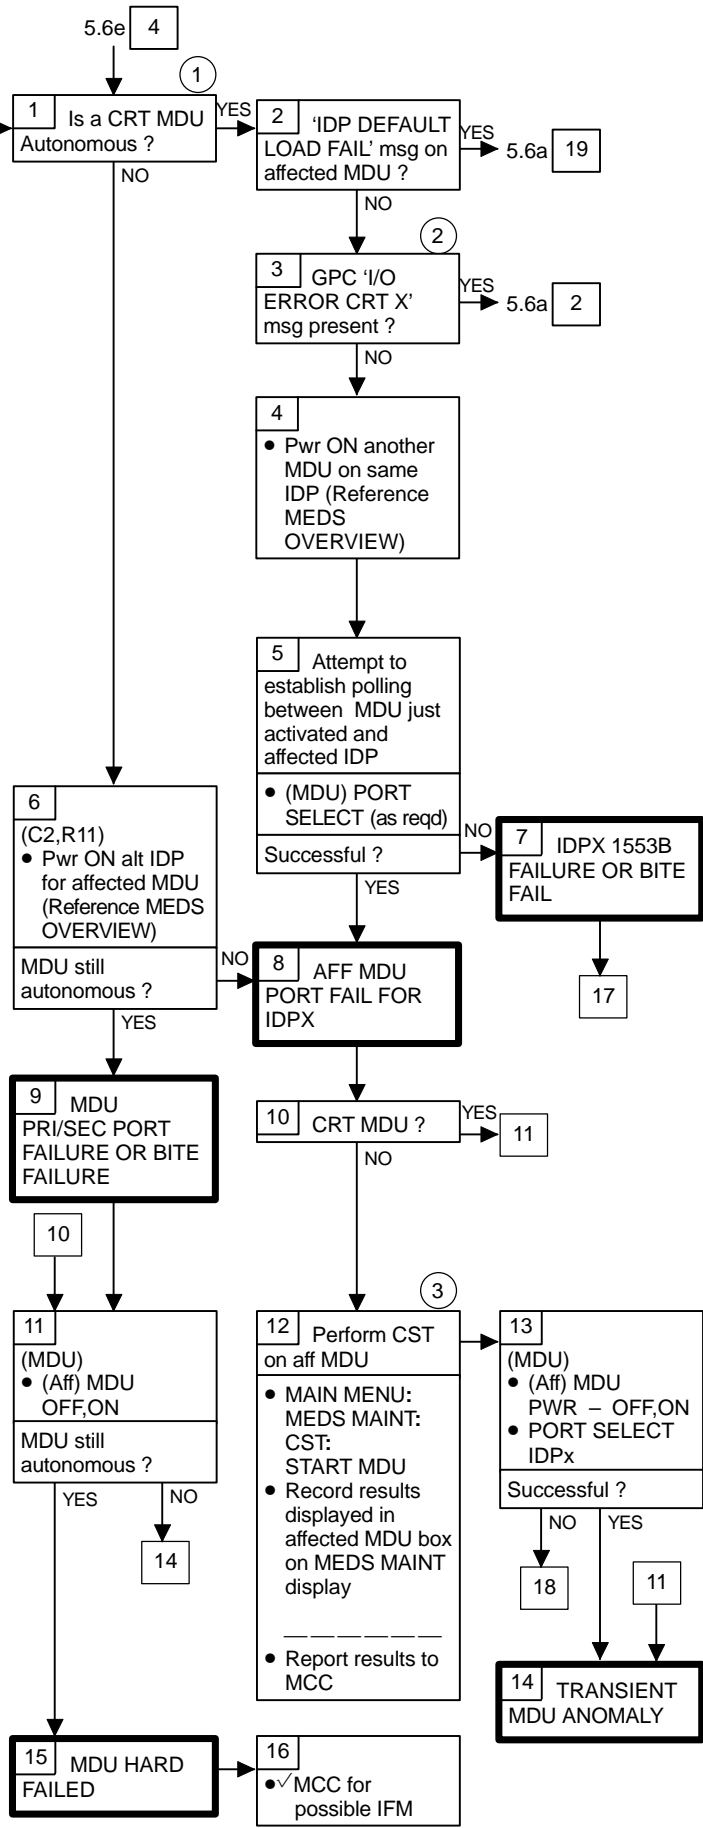 5.6e 4
1
1 Is a CRT MDU
Autonomous ?
YES
NO
2 ‘IDP DEFAULT
LOAD FAIL’ msg on
affected MDU ?
YES
5.6a 19
NO
2
3 GPC ‘I/O
ERROR CRT X’
msg present ?
YES
5.6a 2
NO
4
• Pwr ON another
MDU on same
IDP (Reference
MEDS
OVERVIEW)
5 Attempt to
establish polling
between MDU just
activated and
affected IDP
• (MDU) PORT
SELECT (as reqd)
Successful ?
NO
YES
6
(C2,R11)
• Pwr ON alt IDP
for affected MDU
(Reference MEDS
OVERVIEW)
MDU still
autonomous ?
NO
YES
7 IDPX 1553B
FAILURE OR BITE
FAIL
17
8 AFF MDU
PORT FAIL FOR
IDPX
9 MDU
PRI/SEC PORT
FAILURE OR BITE
FAILURE
10 CRT MDU ?
YES
11
NO
10
11
(MDU)
• (Aff) MDU
OFF,ON
MDU still
autonomous ?
YES
NO
14
3
12 Perform CST
on aff MDU
• MAIN MENU:
MEDS MAINT:
CST:
START MDU
• Record results
displayed in
affected MDU box
on MEDS MAINT
display
— — — — — —
• Report results to
MCC
13
(MDU)
• (Aff) MDU
PWR – OFF,ON
• PORT SELECT
IDPx
Successful ?
NO
YES
18
11
14 TRANSIENT
MDU ANOMALY
15 MDU HARD
FAILED
16
•√MCC for
possible IFM